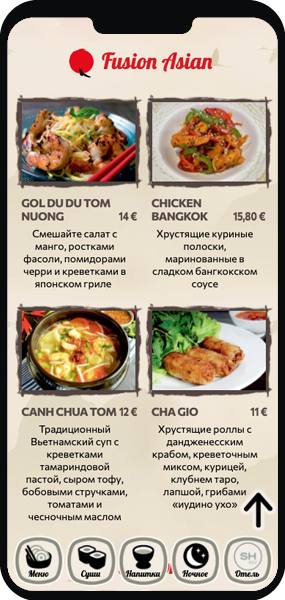 Fusion Asian
GOL DU DU TOM
NUONG 14 €
Смешайте салат с
манго, ростками
фасоли, помидорами
черри и креветками в
японском гриле
CHICKEN
BANGKOK 15,80 €
Хрустящие куриные
полоски,
маринованные в
сладком бангкокском
соусе
CANH CHUA TOM 12 €
Традиционный
Вьетнамский суп с
креветками
тамариндовой
пастой, сыром тофу,
бобовыми стручками,
томатами и
чесночным маслом
CHA GIO 11 €
Хрустящие роллы с
дандженесским
крабом, креветочным
миксом, курицей,
клубнем таро,
лапшой, грибами
«иудино ухо»
Меню
Суши
Напитки
Ночное
SH
Отель